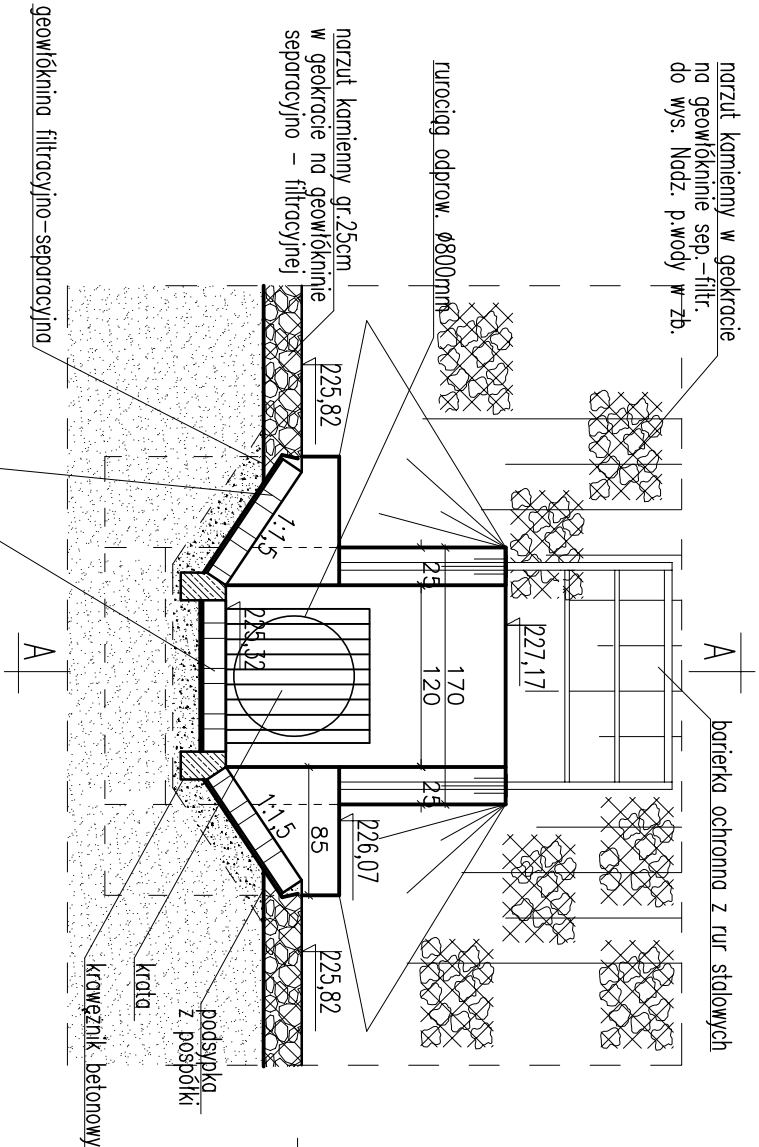 narzut kamienny w geokracie
na geowłókninie sep.-filtr.
do wys. Nadz. p.wody w zb.
rurociąg odprow. Ø800mm
narzut kamienny gr.25cm
w geokracie na geowłókninie
separacyjno - filtracyjnej
geowłóknina filtracyjno-separacyjna
A
barierka ochronna z rur stalowych
227,17
170
25
120
25
225,82
226,07
225,82
1:1,5
225,32
1:1,5
85
A
podsypka
z pospółki
krata
krawężnik betonowy